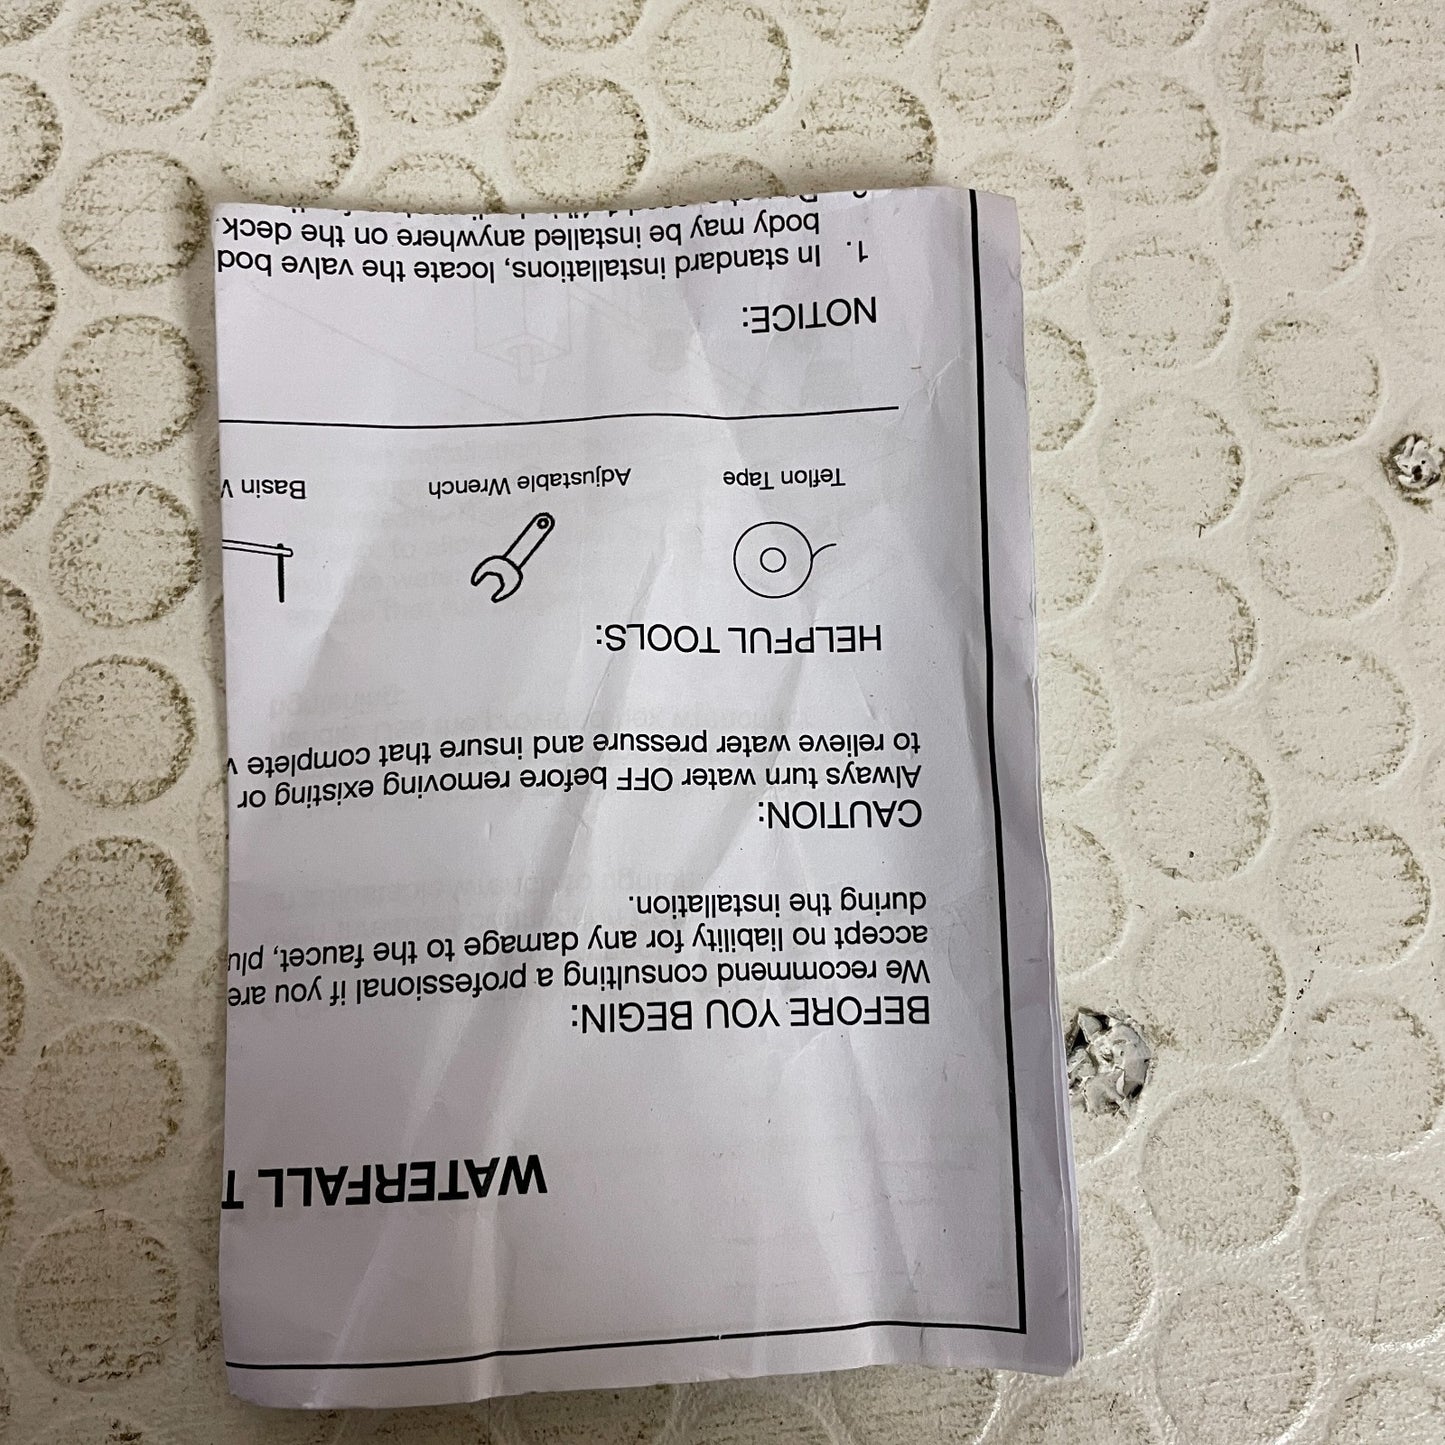 WATERFALL T
BEFORE YOU BEGIN:
We recommend consulting a professional if you are
accept no liability for any damage to the faucet, plu
during the installation.
CAUTION:
Always turn water OFF before removing existing or
to relieve water pressure and insure that complete
HELPFUL TOOLS:
Teflon Tape Adjustable Wrench Basin
NOTICE:
1. In standard installations, locate the valve bod
body may be installed anywhere on the deck.